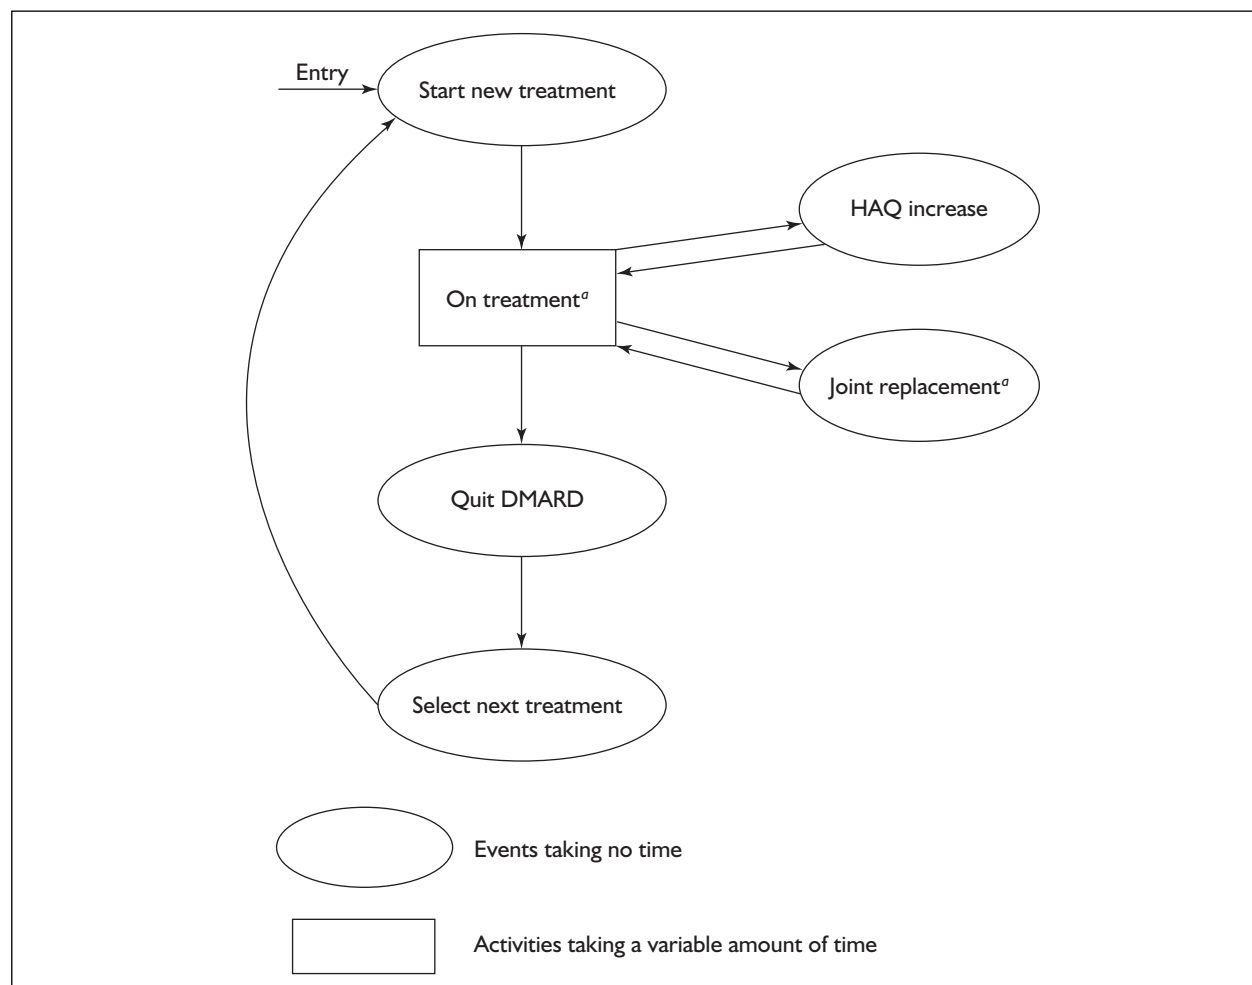 Entry
Start new treatment
HAQ increase
On treatmentᵃ
Joint replacementᵃ
Quit DMARD
Select next treatment
Events taking no time
Activities taking a variable amount of time